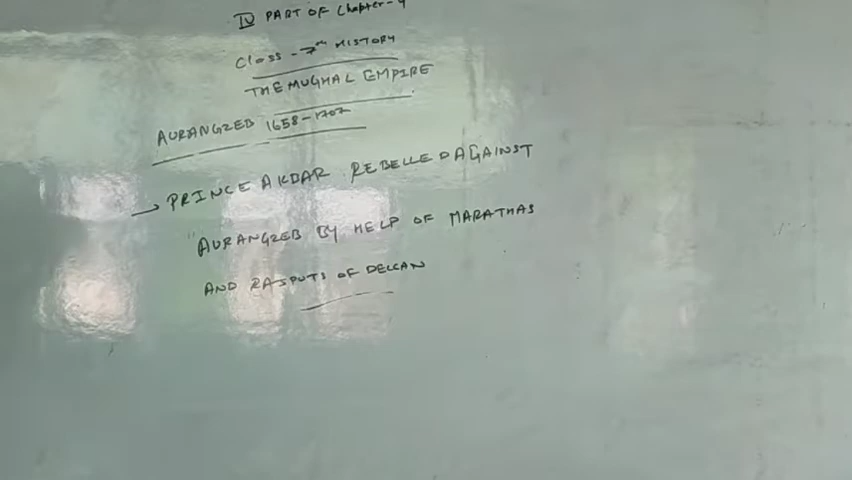 IV PART OF Chapter-4
Class - 7th HISTORY
THE MUGHAL EMPIRE
AURANGZEB 1658-1707
→ PRINCE AKBAR REBELLED AGAINST
AURANGZEB BY HELP OF MARATHAS
AND RAJPUTS OF DECCAN